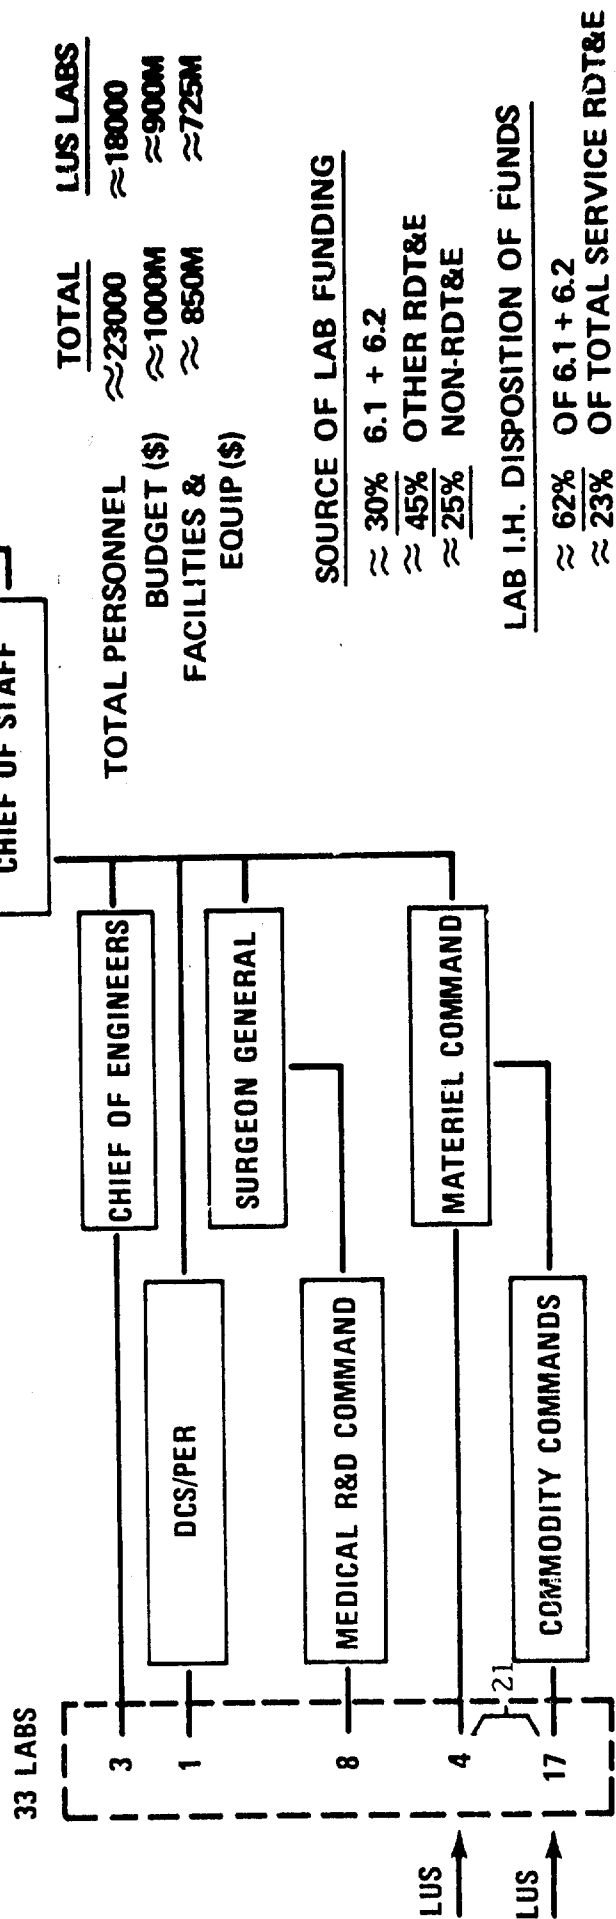 CHIEF OF STAFF
CHIEF OF ENGINEERS
DCS/PER
SURGEON GENERAL
MEDICAL R&D COMMAND
MATERIEL COMMAND
COMMODITY COMMANDS
33 LABS
3
1
8
4
21
17
LUS
LUS
TOTAL LUS LABS
TOTAL PERSONNEL ≈23000 ≈18000
BUDGET ($) ≈1000M ≈900M
FACILITIES & ≈ 850M ≈725M
EQUIP ($)
SOURCE OF LAB FUNDING
≈ 30% 6.1 + 6.2
≈ 45% OTHER RDT&E
≈ 25% NON-RDT&E
LAB I.H. DISPOSITION OF FUNDS
≈ 62% OF 6.1 + 6.2
≈ 23% OF TOTAL SERVICE RDT&E